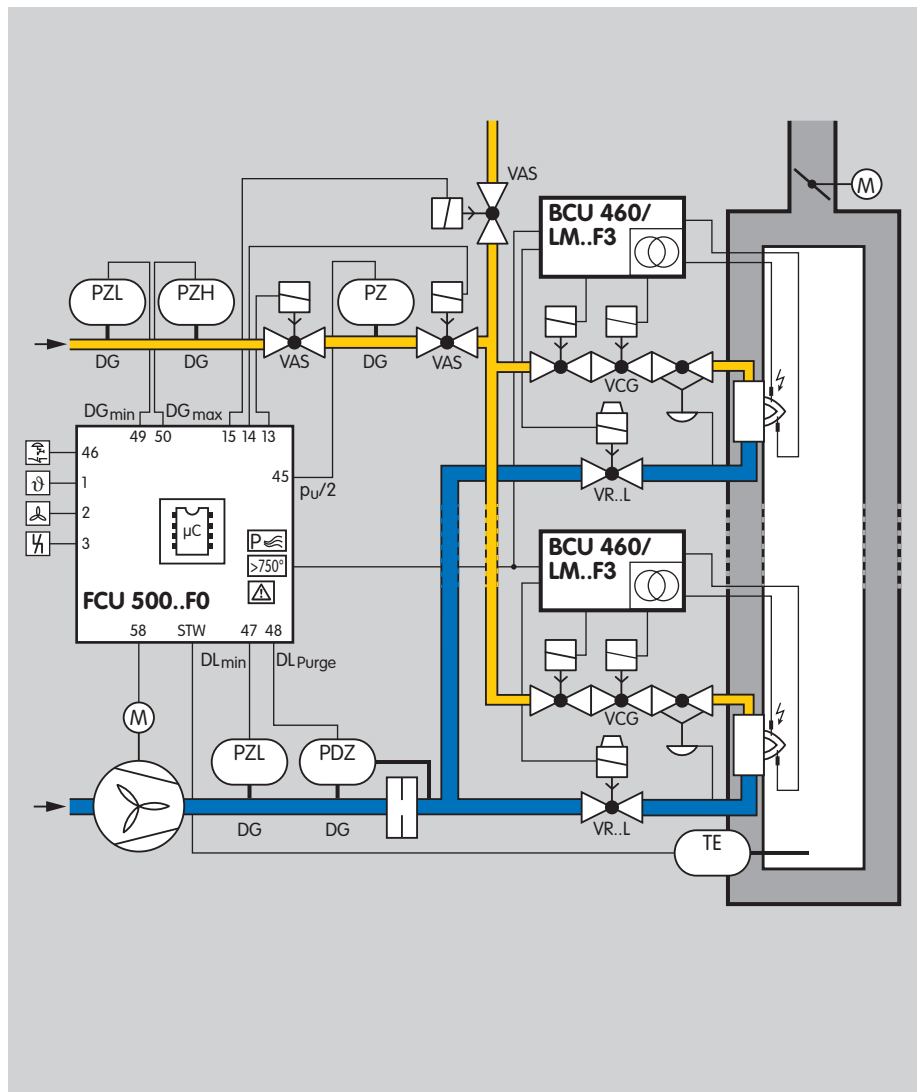 VAS
M
BCU 460/
LM..F3
PZL
PZH
PZ
DG
DG
VAS
DG
VAS
VCG
DGmin
DGmax
49
50
15
14
13
46
45
pu/2
1
2
3
µC
P
>750°
VR..L
BCU 460/
LM..F3
FCU 500..F0
58
STW
47
48
DLmin
DLPurge
M
VCG
PZL
PDZ
DG
DG
VR..L
TE